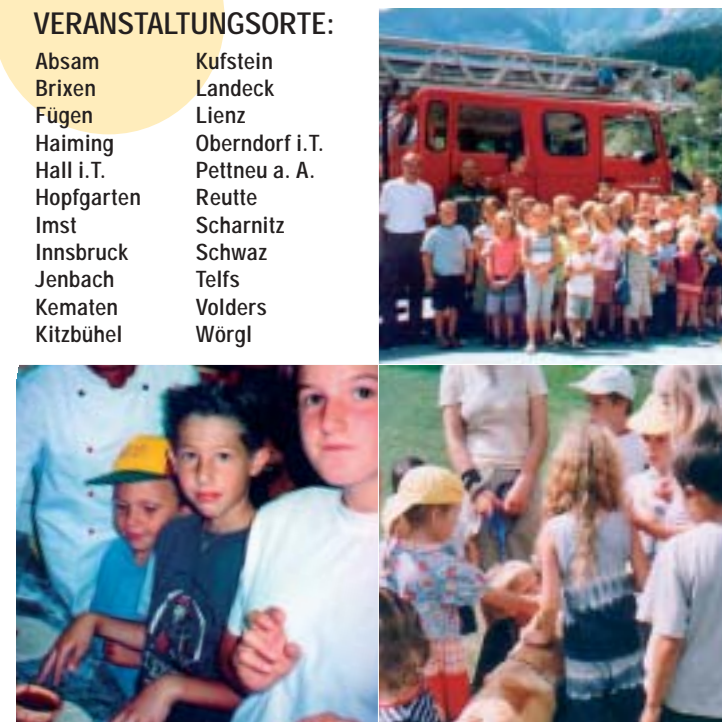 VERANSTALTUNGSORTE:
Absam
Brixen
Fügen
Haiming
Hall i.T.
Hopfgarten
Imst
Innsbruck
Jenbach
Kematen
Kitzbühel
Kufstein
Landeck
Lienz
Oberndorf i.T.
Pettneu a. A.
Reutte
Scharnitz
Schwaz
Telfs
Volders
Wörgl